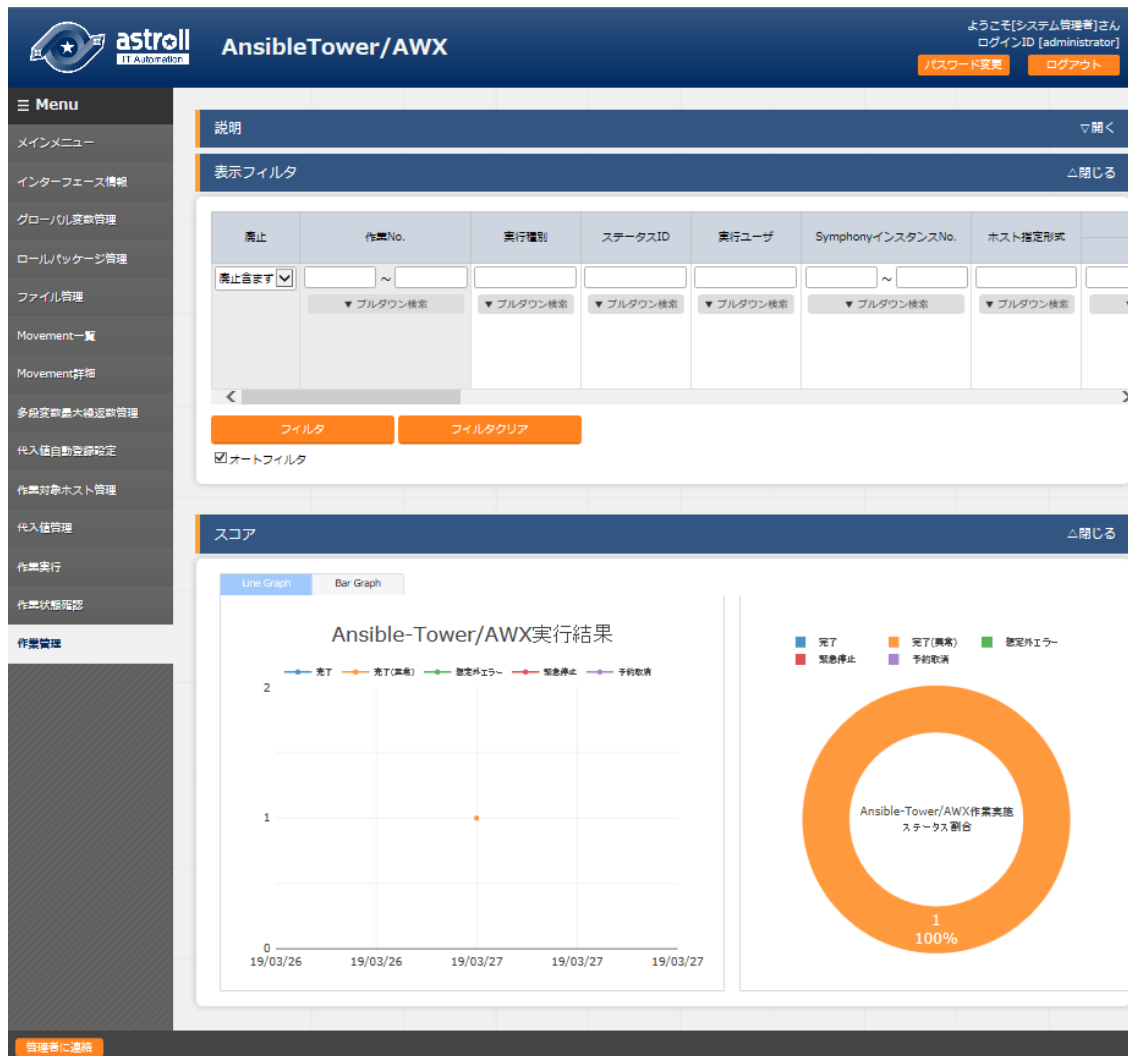 astroll
IT Automation
AnsibleTower/AWX
ようこそ[システム管理者]さん
ログインID [administrator]
パスワード変更
ログアウト
☰ Menu
メインメニュー
インターフェース情報
グローバル変数管理
ロールパッケージ管理
ファイル管理
Movement一覧
Movement詳細
多段変数最大繰返数管理
代入値自動登録設定
作業対象ホスト管理
代入値管理
作業実行
作業状態確認
作業管理
説明
▽開く
表示フィルタ
△閉じる
廃止 作業No. 実行種別 ステータスID 実行ユーザ SymphonyインスタンスNo. ホスト指定形式
廃止含まず ～ ～
▼ プルダウン検索 ▼ プルダウン検索 ▼ プルダウン検索 ▼ プルダウン検索 ▼ プルダウン検索 ▼ プルダウン検索
フィルタ フィルタクリア
オートフィルタ
スコア
△閉じる
Line Graph Bar Graph
Ansible-Tower/AWX実行結果
完了 完了(異常) 想定外エラー 緊急停止 予約取消
2
1
0
19/03/26 19/03/26 19/03/27 19/03/27 19/03/27
完了 完了(異常) 想定外エラー
緊急停止 予約取消
Ansible-Tower/AWX作業実施
ステータス割合
1
100%
管理者に連絡